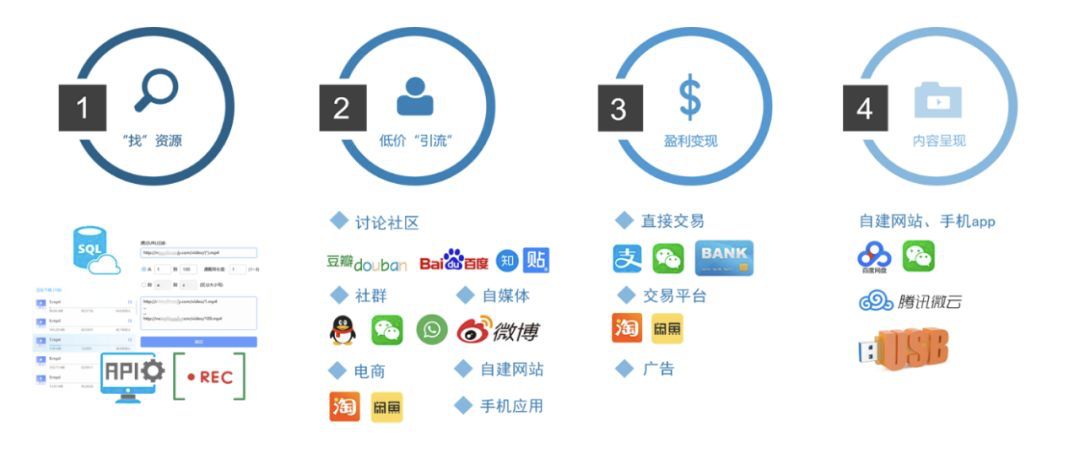 1
“找”资源
2
低价“引流”
3
盈利变现
4
内容呈现
SQL
API
REC
讨论社区
豆瓣douban
Bai du 百度
知
贴
社群
自媒体
微博
电商
自建网站
淘
闲鱼
手机应用
直接交易
支
BANK
交易平台
淘
闲鱼
广告
自建网站、手机app
百度网盘
腾讯微云
USB